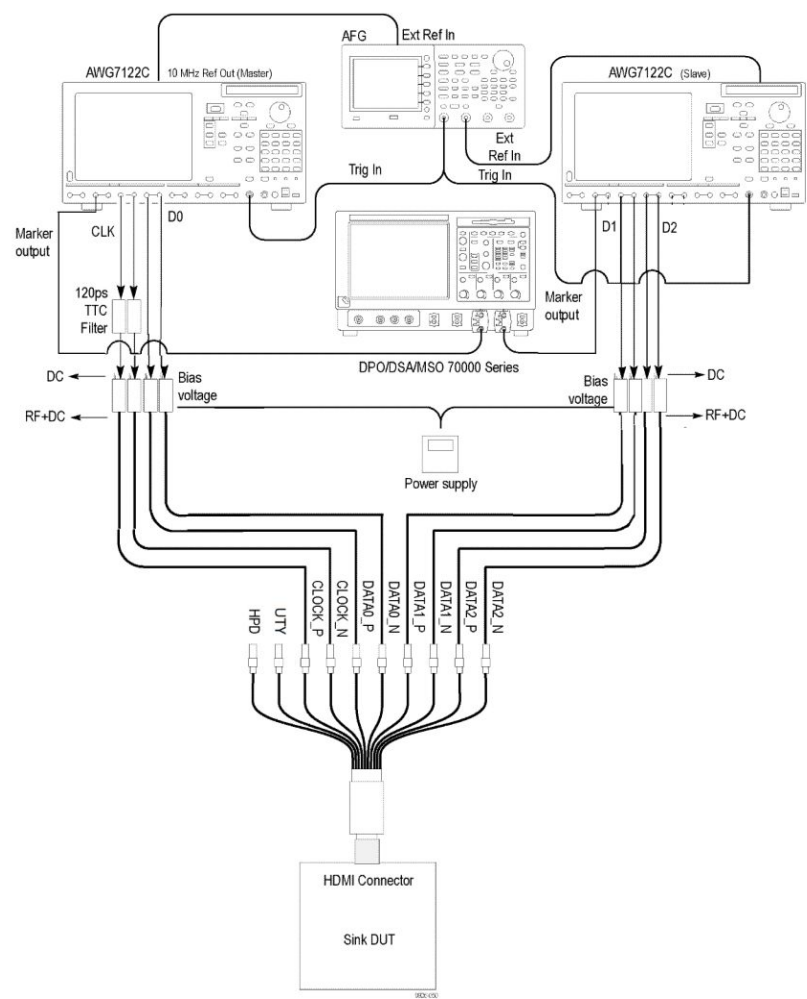 AFG
Ext Ref In
AWG7122C 10 MHz Ref Out (Master)
AWG7122C (Slave)
Ext
Ref In
Trig In
Trig In
Marker
output
CLK
D0
D1
D2
120ps
TTC
Filter
Marker
output
DPO/DSA/MSO 70000 Series
DC
Bias
voltage
RF+DC
Bias
voltage
DC
RF+DC
Power supply
HPD
UTY
CLOCK_P
CLOCK_N
DATA0_P
DATA0_N
DATA1_P
DATA1_N
DATA2_P
DATA2_N
HDMI Connector
Sink DUT